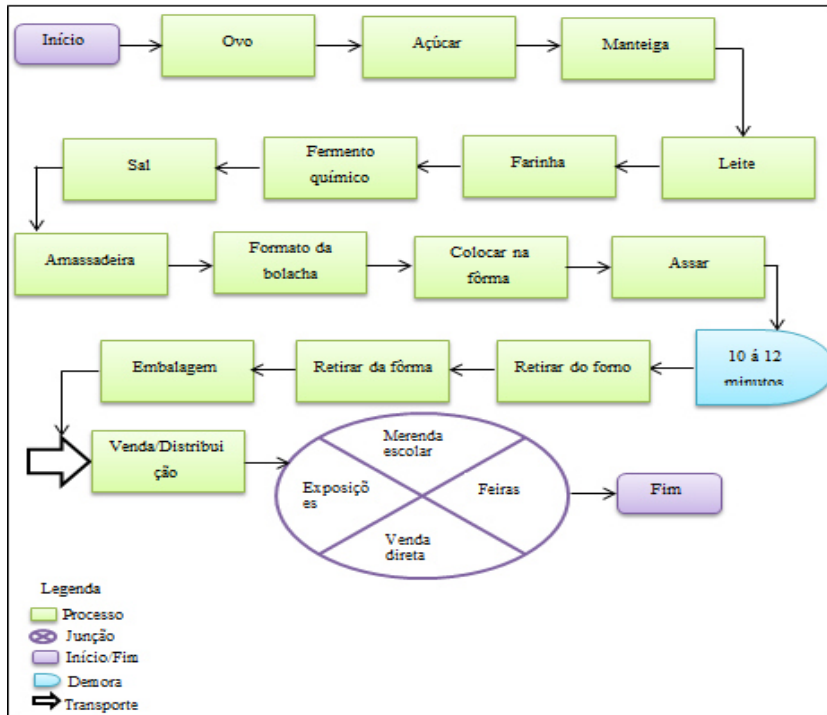 Início
Ovo
Açúcar
Manteiga
Leite
Farinha
Fermento
químico
Sal
Amassadeira
Formato da
bolacha
Colocar na
fôrma
Assar
10 á 12
minutos
Retirar do forno
Retirar da fôrma
Embalagem
Venda/Distribui
ção
Merenda
escolar
Exposiçõ
es
Feiras
Venda
direta
Fim
Legenda
Processo
Junção
Início/Fim
Demora
Transporte